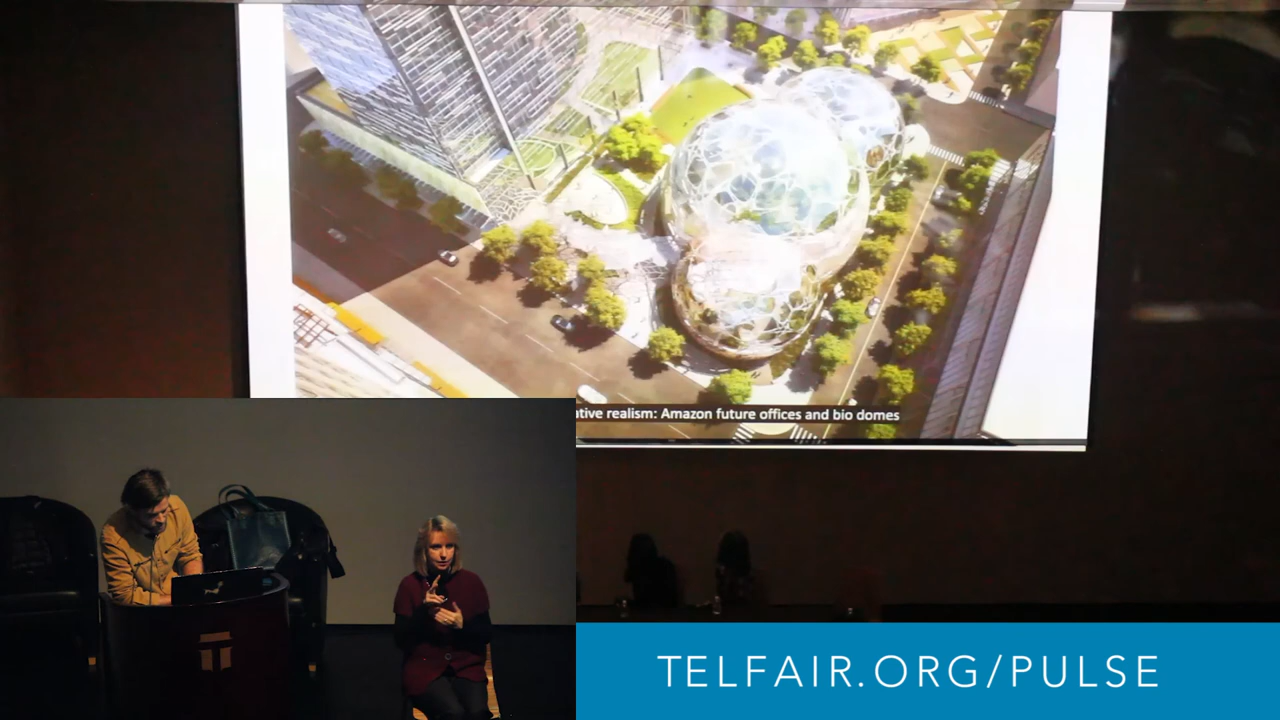 ative realism: Amazon future offices and bio domes
TELFAIR.ORG/PULSE